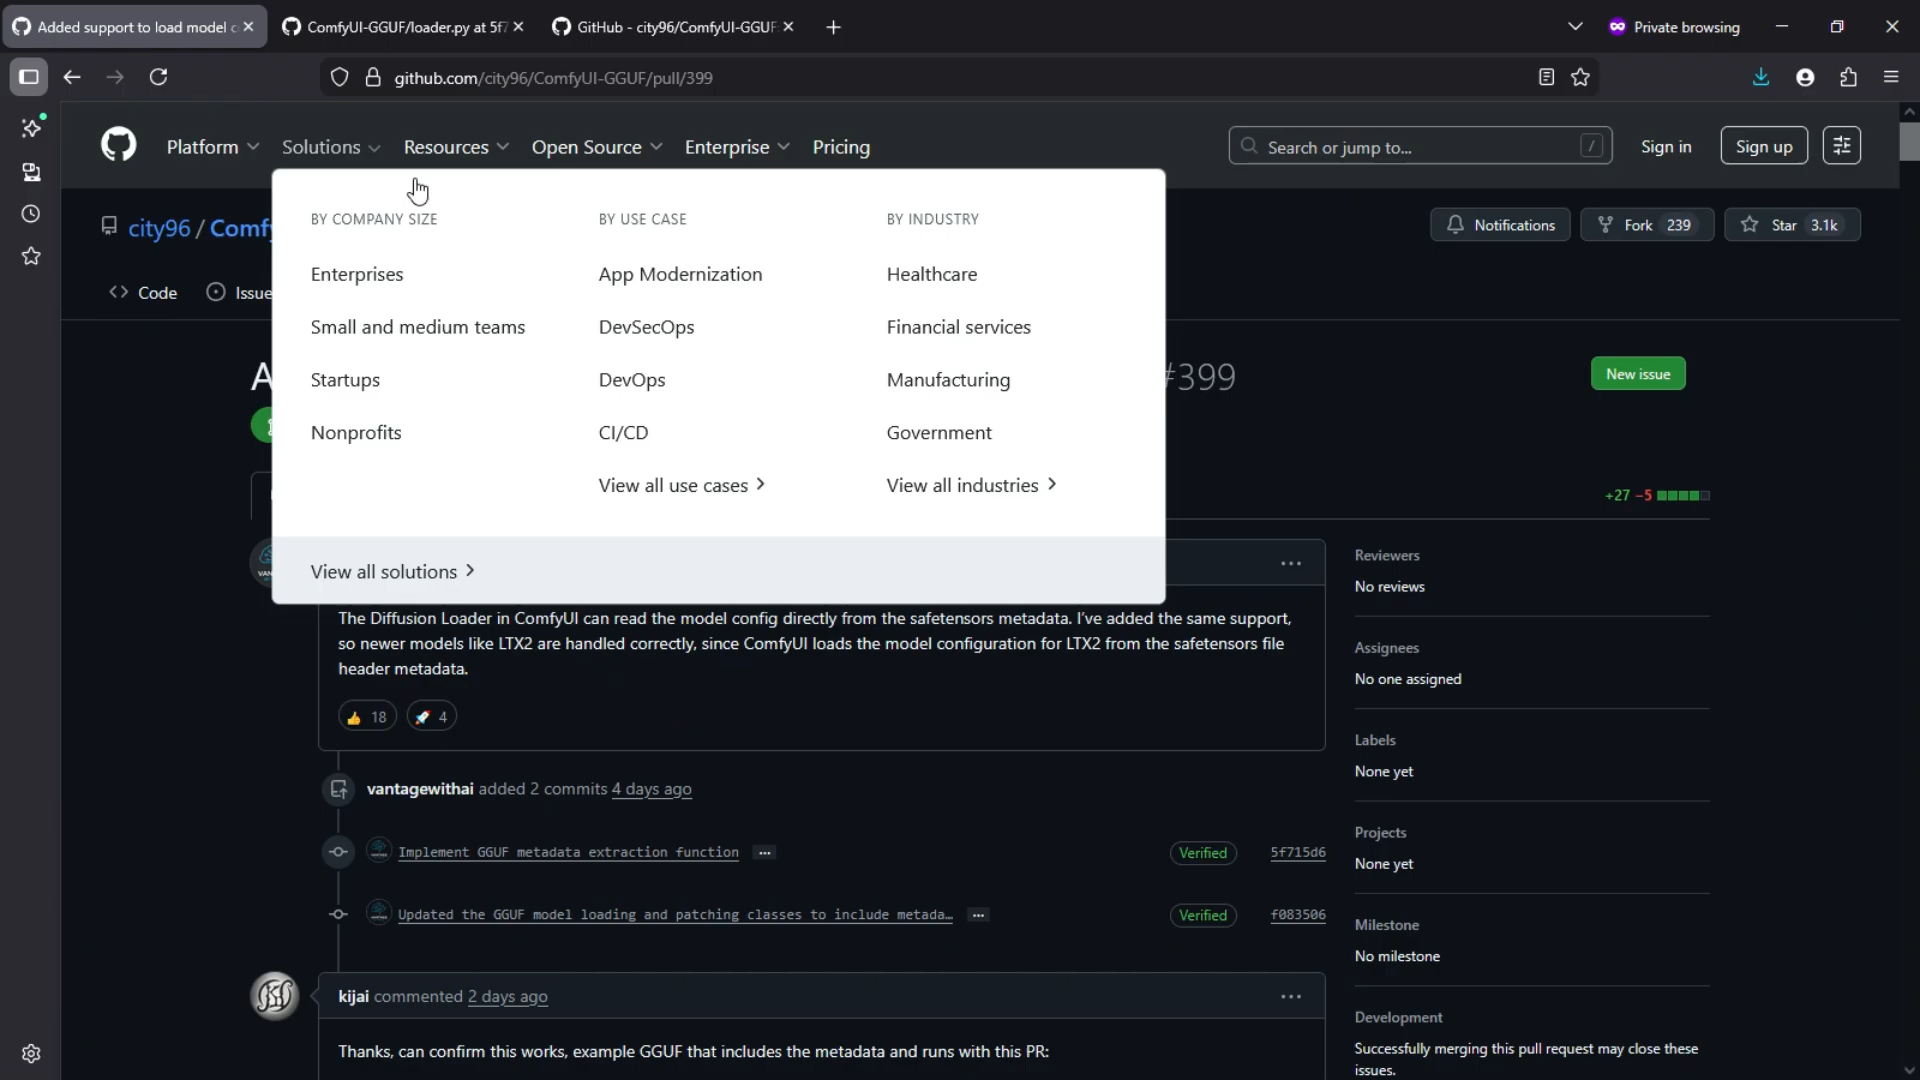 Added support to load model c
ComfyUI-GGUF/loader.py at 5f7
GitHub - city96/ComfyUI-GGUF:
Private browsing
github.com/city96/ComfyUI-GGUF/pull/399
Platform
Solutions
Resources
Open Source
Enterprise
Pricing
Search or jump to...
/
Sign in
Sign up
BY COMPANY SIZE
Enterprises
Small and medium teams
Startups
Nonprofits
BY USE CASE
App Modernization
DevSecOps
DevOps
CI/CD
View all use cases
BY INDUSTRY
Healthcare
Financial services
Manufacturing
Government
View all industries
View all solutions
city96 / Comfy
Notifications
Fork 239
Star 3.1k
Code
Issue
A
#399
New issue
+27 −5
The Diffusion Loader in ComfyUI can read the model config directly from the safetensors metadata. I've added the same support,
so newer models like LTX2 are handled correctly, since ComfyUI loads the model configuration for LTX2 from the safetensors file
header metadata.
18
4
vantagewithai added 2 commits 4 days ago
Implement GGUF metadata extraction function
Verified
5f715d6
Updated the GGUF model loading and patching classes to include metada…
Verified
f083506
kijai commented 2 days ago
Thanks, can confirm this works, example GGUF that includes the metadata and runs with this PR:
Reviewers
No reviews
Assignees
No one assigned
Labels
None yet
Projects
None yet
Milestone
No milestone
Development
Successfully merging this pull request may close these
issues.